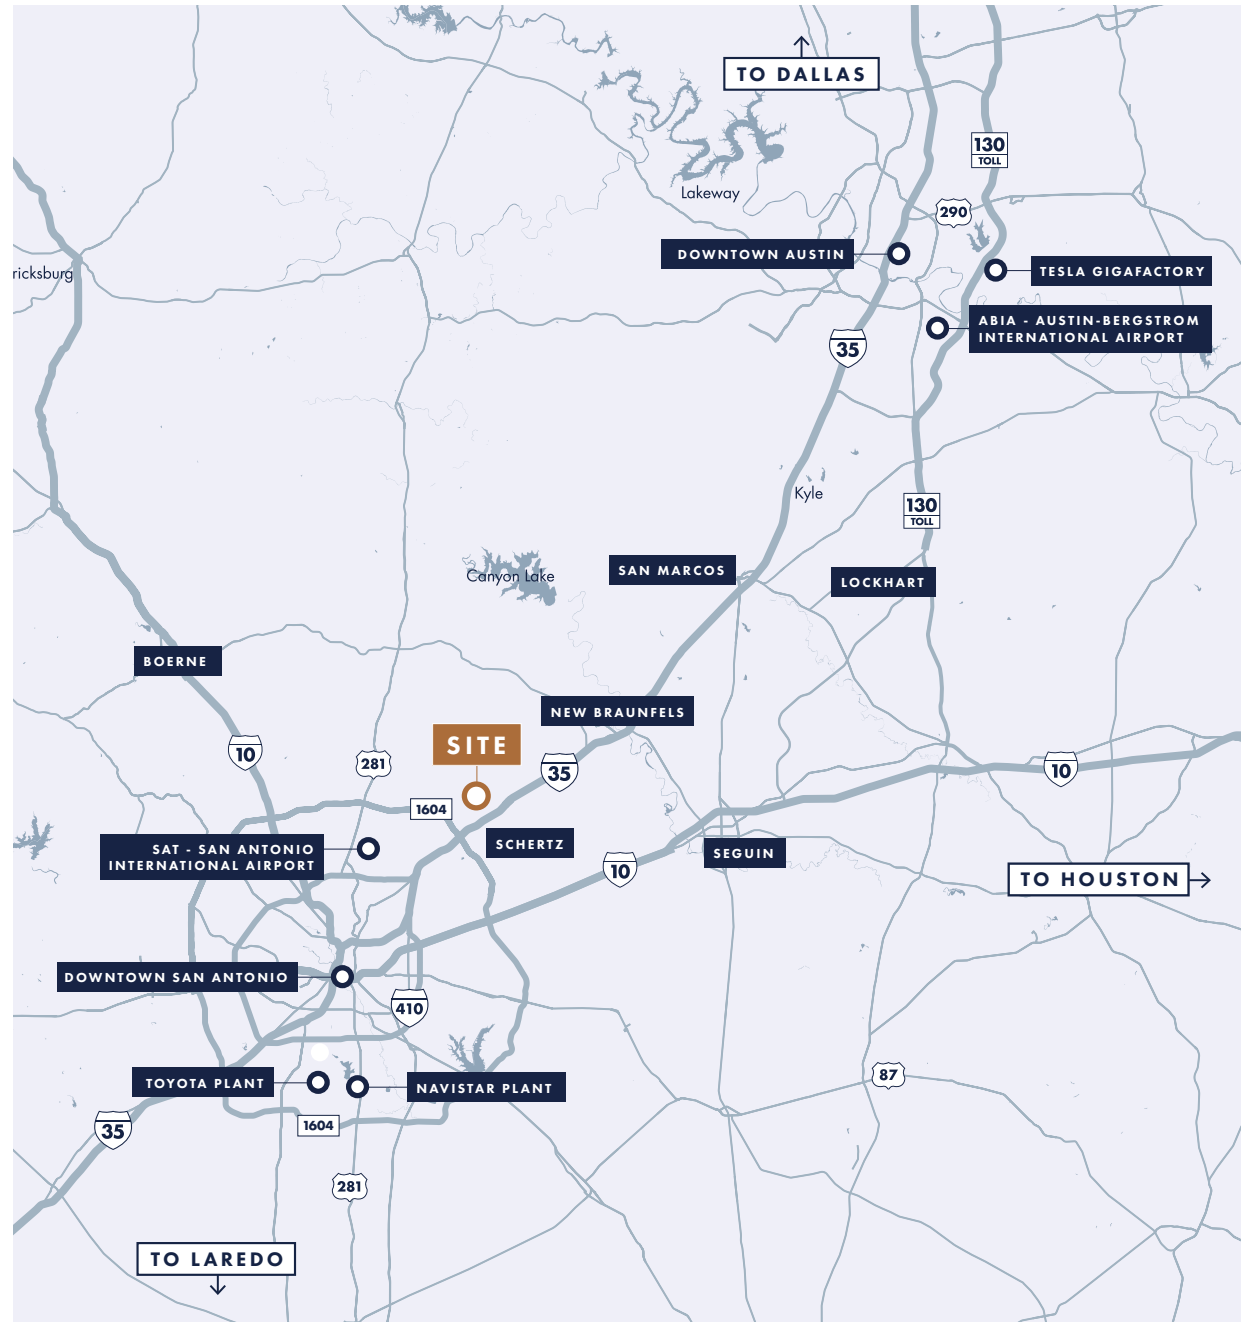 TO DALLAS
130
TOLL
Lakeway
290
DOWNTOWN AUSTIN
TESLA GIGAFACTORY
ricksburg
ABIA - AUSTIN-BERGSTROM
INTERNATIONAL AIRPORT
35
Kyle
130
TOLL
SAN MARCOS
Canyon Lake
LOCKHART
BOERNE
NEW BRAUNFELS
SITE
10
281
35
10
1604
SCHERTZ
SAT - SAN ANTONIO
INTERNATIONAL AIRPORT
SEGUIN
10
TO HOUSTON
DOWNTOWN SAN ANTONIO
410
87
TOYOTA PLANT
NAVISTAR PLANT
35
1604
281
TO LAREDO